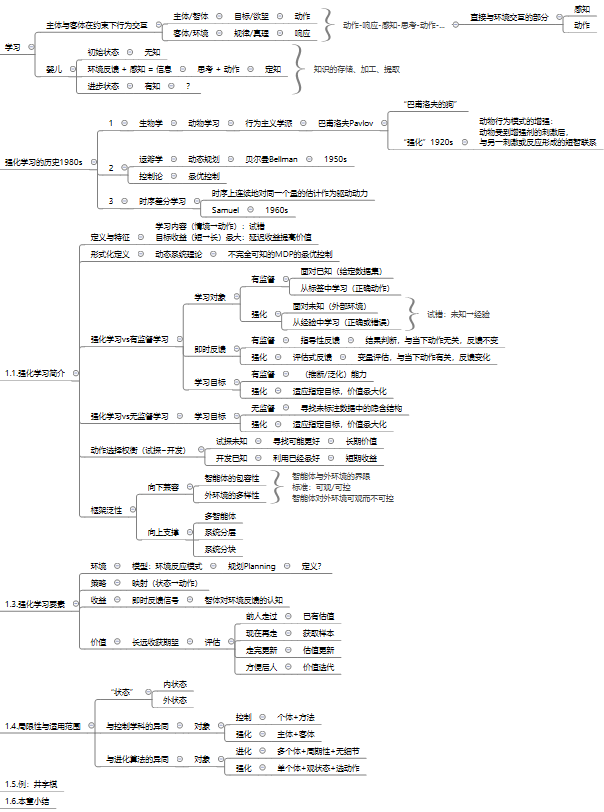 学习
主体与客体在约束下行为交互
主体/智体
目标/欲望
动作
客体/环境
规律/真理
响应
动作-响应-感知-思考-动作-...
直接与环境交互的部分
感知
动作
婴儿
初始状态
无知
环境反馈 + 感知 = 信息
思考 + 动作
定知
进步状态
有知
?
知识的存储、加工、提取
强化学习的历史1980s
1
生物学
动物学习
行为主义学派
巴甫洛夫Pavlov
“巴甫洛夫的狗”
“强化” 1920s
动物行为模式的增强:
动物受到增强剂的刺激后,
与另一刺激或反应形成的短暂联系
2
运筹学
动态规划
贝尔曼Bellman
1950s
控制论
最优控制
3
时序差分学习
时序上连续地对同一个量的估计作为驱动动力
Samuel
1960s
1.1.强化学习简介
定义与特征
学习内容（情境→动作）: 试错
目标收益（短→长）最大: 延迟收益提高价值
形式化定义
动态系统理论
不完全可知的MDP的最优控制
强化学习vs有监督学习
学习对象
有监督
面对已知（给定数据集）
从标签中学习（正确动作）
强化
面对未知（外部环境）
从经验中学习（正确或错误）
试错: 未知→经验
即时反馈
有监督
指导性反馈
结果判断，与当下动作无关，反馈不变
强化
评估式反馈
变量评估，与当下动作有关，反馈变化
学习目标
有监督
（推断/泛化）能力
强化
适应指定目标，价值最大化
强化学习vs无监督学习
学习目标
无监督
寻找未标注数据中的隐含结构
强化
适应指定目标，价值最大化
动作选择权衡（试探-开发）
试探未知
寻找可能更好
长期价值
开发已知
利用已经最好
短期收益
框架泛性
向下兼容
智能体的包容性
外环境的多样性
智能体与外环境的界限
标准: 可观/可控
智能体对外环境可观而不可控
向上支撑
多智能体
系统分层
系统分块
1.3.强化学习要素
环境
模型: 环境反应模式
规划Planning
定义?
策略
映射（状态→动作）
收益
即时反馈信号
智体对环境反馈的认知
价值
长远收获期望
评估
前人走过
已有估值
现在再走
获取样本
走完更新
估值更新
方便后人
价值迭代
1.4.局限性与适用范围
“状态”
内状态
外状态
与控制学科的异同
对象
控制
个体+方法
强化
主体+客体
与进化算法的异同
对象
进化
多个体+周期性+无细节
强化
单个体+观状态+选动作
1.5.例: 井字棋
1.6.本章小结